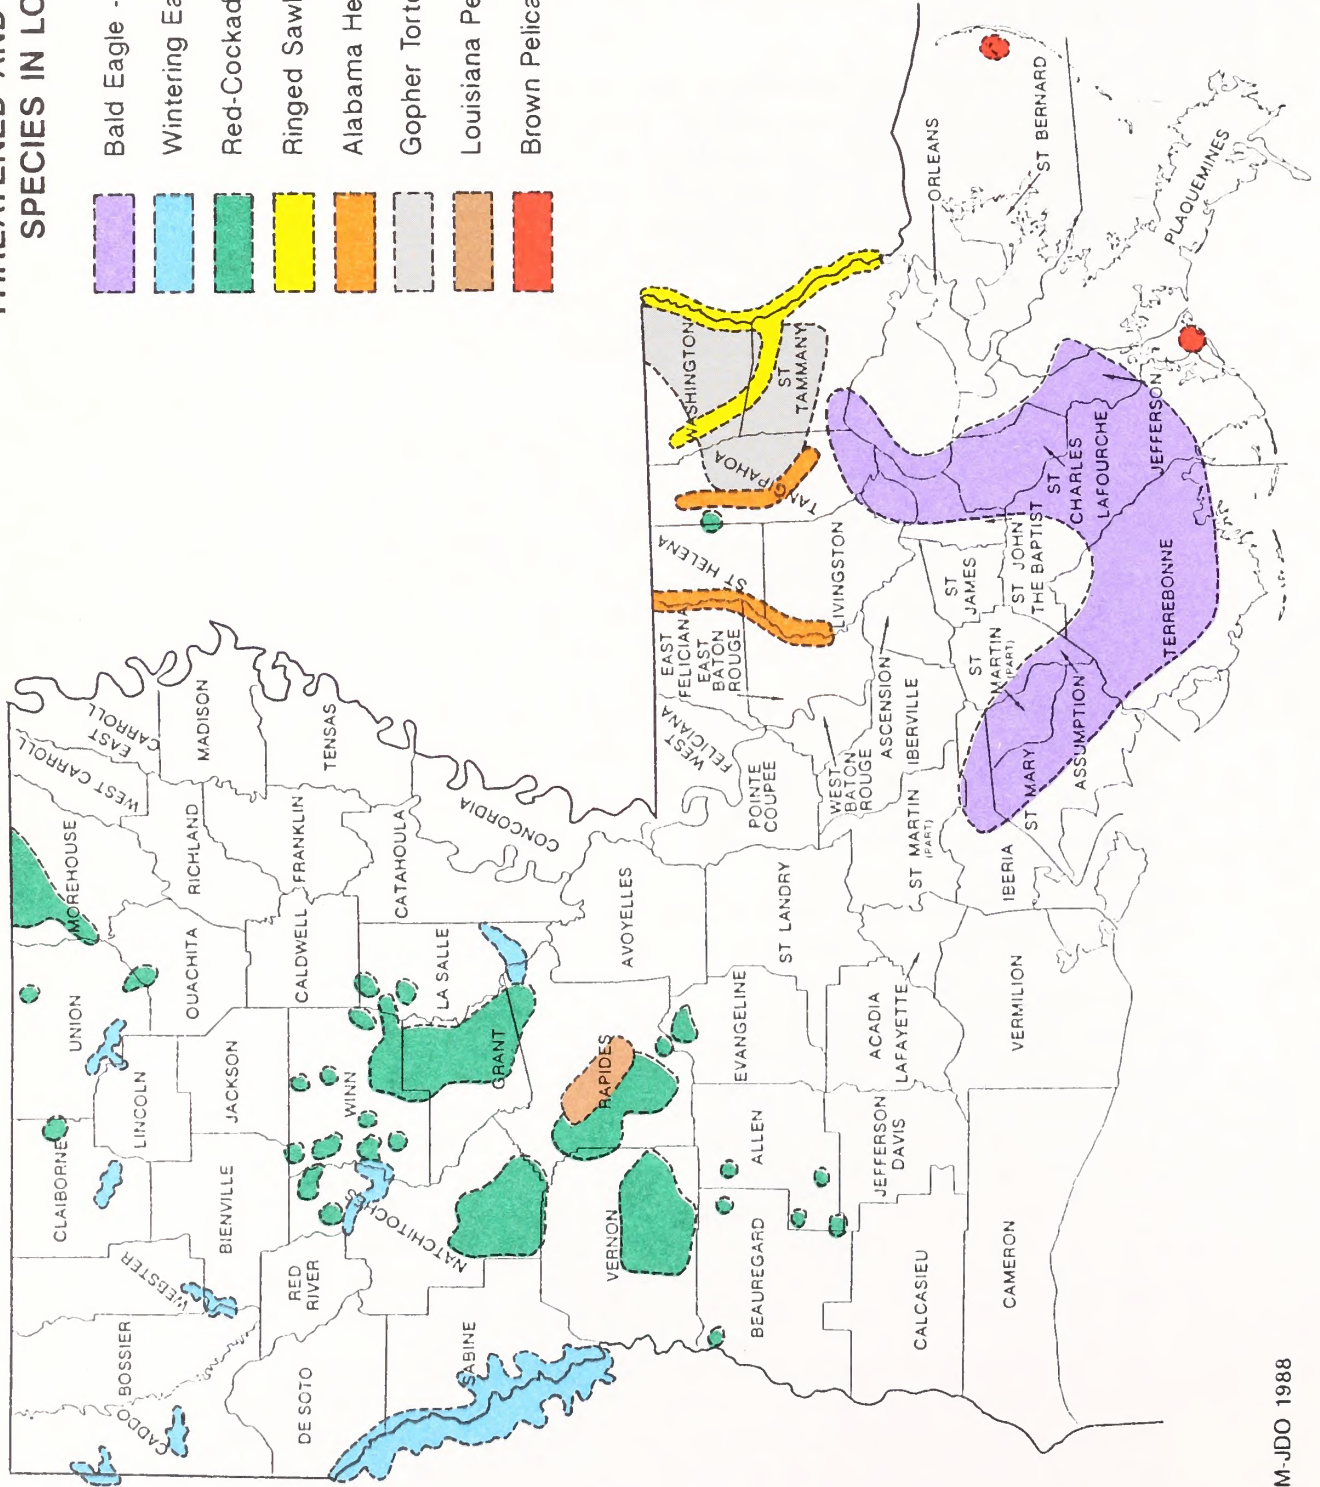 SPECIES IN LO
Bald Eagle -
Wintering Ea
Red-Cockad
Ringed Sawl
Alabama He
Gopher Tort
Louisiana Pe
Brown Pelica
CADDO
BOSSIER
WEBSTER
CLAIBORNE
UNION
MOREHOUSE
WEST CARROLL
EAST
CARROLL
LINCOLN
OUACHITA
RICHLAND
MADISON
DE SOTO
RED
RIVER
BIENVILLE
JACKSON
CALDWELL
FRANKLIN
TENSAS
SABINE
NATCHITOCHES
WINN
GRANT
LA SALLE
CATAHOULA
CONCORDIA
VERNON
RAPIDES
AVOYELLES
BEAUREGARD
ALLEN
EVANGELINE
ST LANDRY
POINTE
COUPEE
WEST
FELICIANA
EAST
FELICIANA
EAST
BATON
ROUGE
ST HELENA
TANGIPAHOA
WASHINGTON
ST
TAMMANY
LIVINGSTON
WEST
BATON
ROUGE
CALCASIEU
JEFFERSON
DAVIS
ACADIA
LAFAYETTE
ST MARTIN
(PART)
IBERVILLE
ASCENSION
ST
JAMES
ST JOHN
THE BAPTIST
ST
CHARLES
ORLEANS
ST BERNARD
CAMERON
VERMILION
IBERIA
ST MARY
ST
MARTIN
(PART)
ASSUMPTION
TERREBONNE
LAFOURCHE
JEFFERSON
PLAQUEMINES
M-JDO 1988